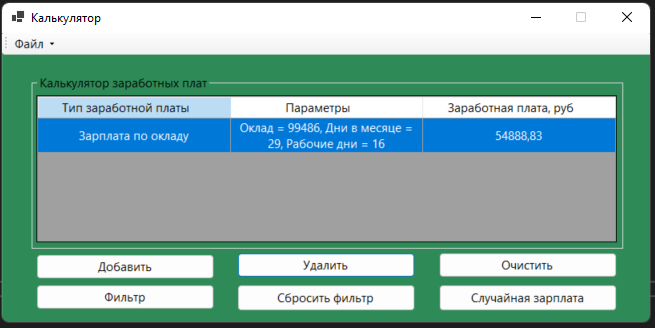 Калькулятор
Файл
Калькулятор заработных плат
Тип заработной платы
Параметры
Заработная плата, руб
Зарплата по окладу
Оклад = 99486, Дни в месяце =
29, Рабочие дни = 16
54888,83
Добавить
Удалить
Очистить
Фильтр
Сбросить фильтр
Случайная зарплата